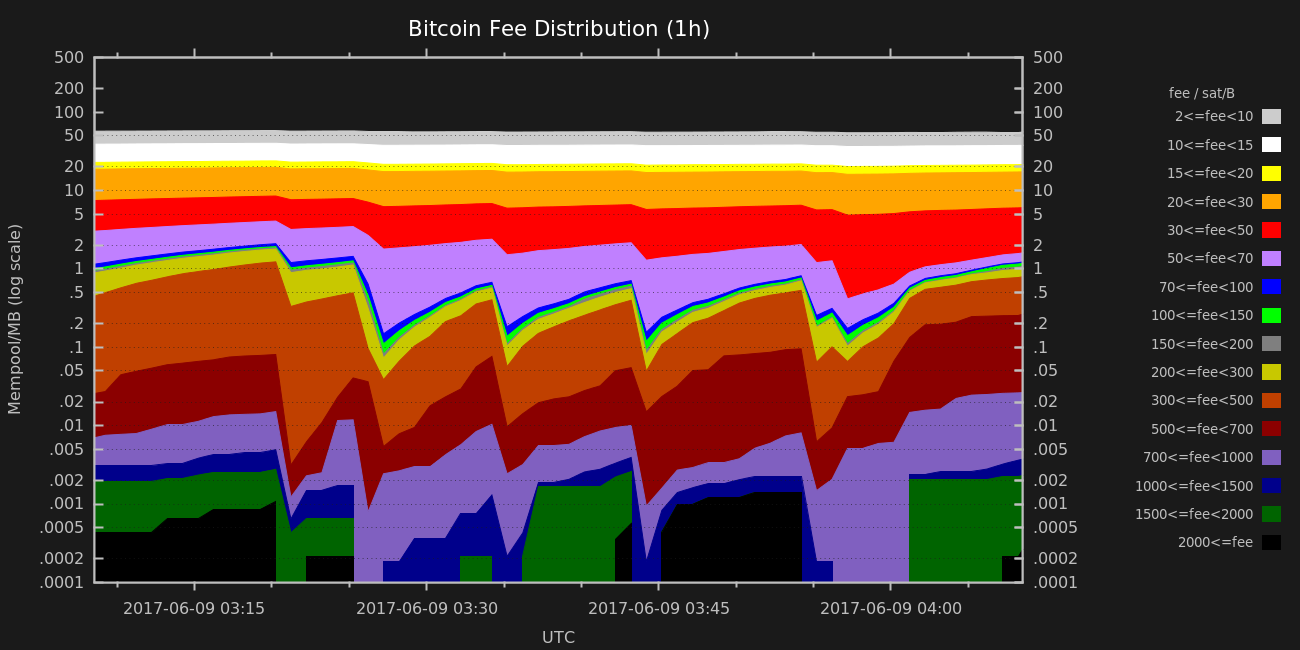 Bitcoin Fee Distribution (1h)
Mempool/MB (log scale)
500 500
200 200
100 100
50 50
20 20
10 10
5 5
2 2
1 1
.5 .5
.2 .2
.1 .1
.05 .05
.02 .02
.01 .01
.005 .005
.002 .002
.001 .001
.0005 .0005
.0002 .0002
.0001 .0001
2017-06-09 03:15 2017-06-09 03:30 2017-06-09 03:45 2017-06-09 04:00
UTC
fee / sat/B
2<=fee<10
10<=fee<15
15<=fee<20
20<=fee<30
30<=fee<50
50<=fee<70
70<=fee<100
100<=fee<150
150<=fee<200
200<=fee<300
300<=fee<500
500<=fee<700
700<=fee<1000
1000<=fee<1500
1500<=fee<2000
2000<=fee